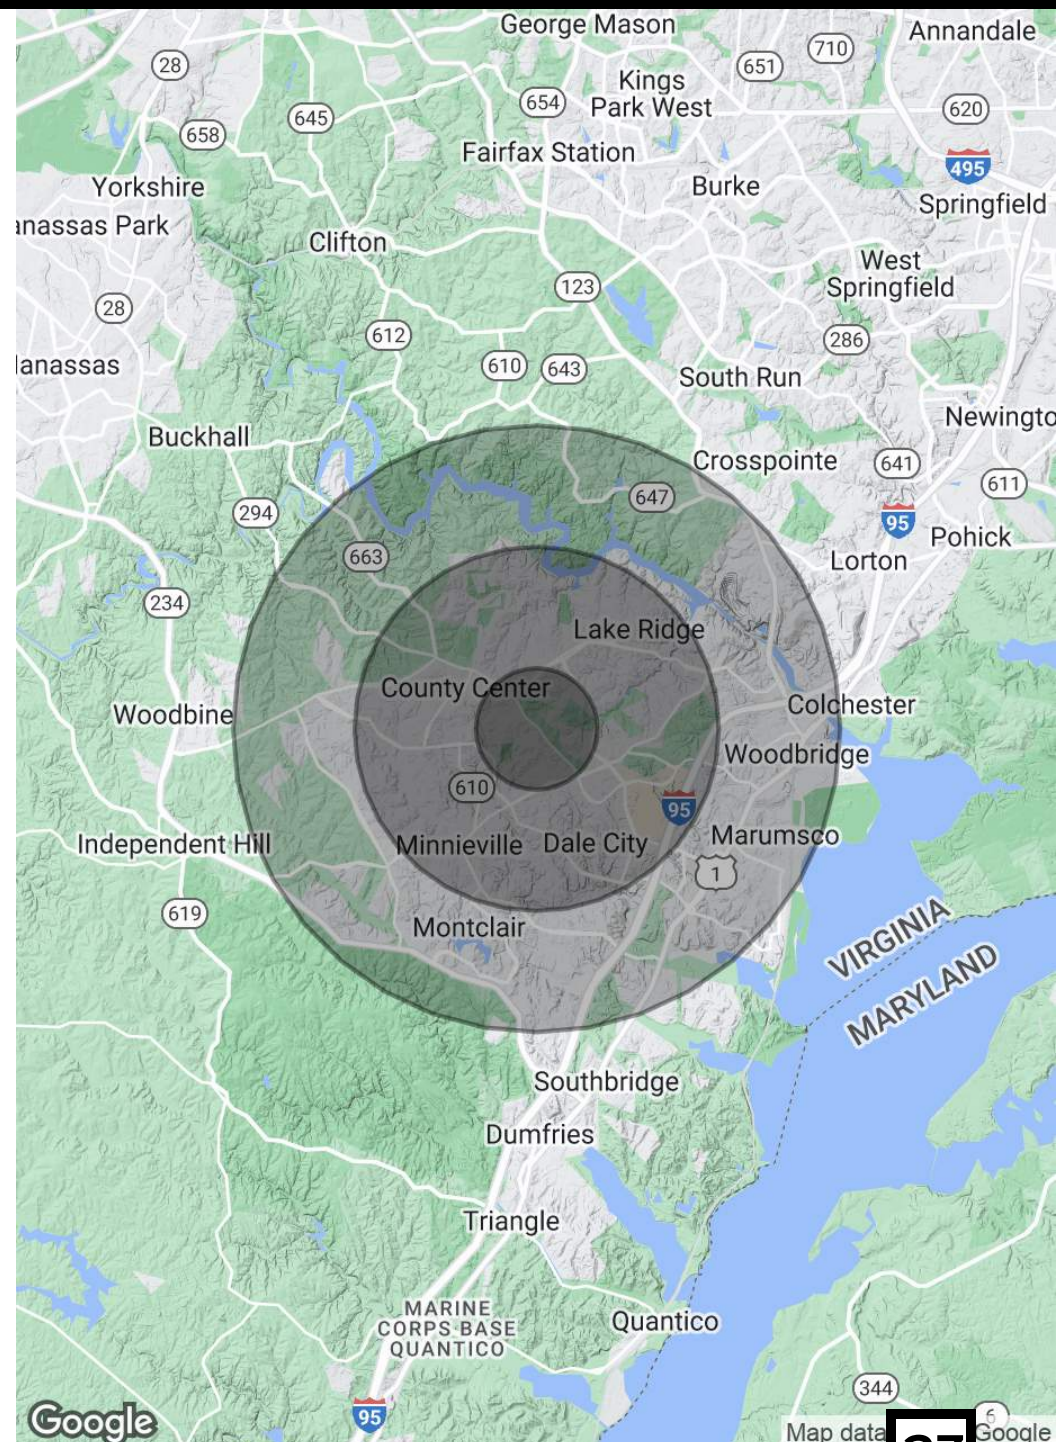 George Mason
Annandale
28
710
651
Kings
Park West
654
620
645
658
Fairfax Station
495
Yorkshire
Burke
Springfield
anassas Park
Clifton
West
Springfield
123
28
612
286
610
643
anassas
South Run
Newingto
Buckhall
Crosspointe
641
611
647
294
95
Pohick
663
Lorton
234
Lake Ridge
County Center
Colchester
Woodbine
Woodbridge
610
95
Independent Hill
Minnieville
Dale City
Marumsco
1
619
Montclair
VIRGINIA
MARYLAND
Southbridge
Dumfries
Triangle
MARINE
CORPS BASE
QUANTICO
Quantico
344
6
95
Google
Map data
Google